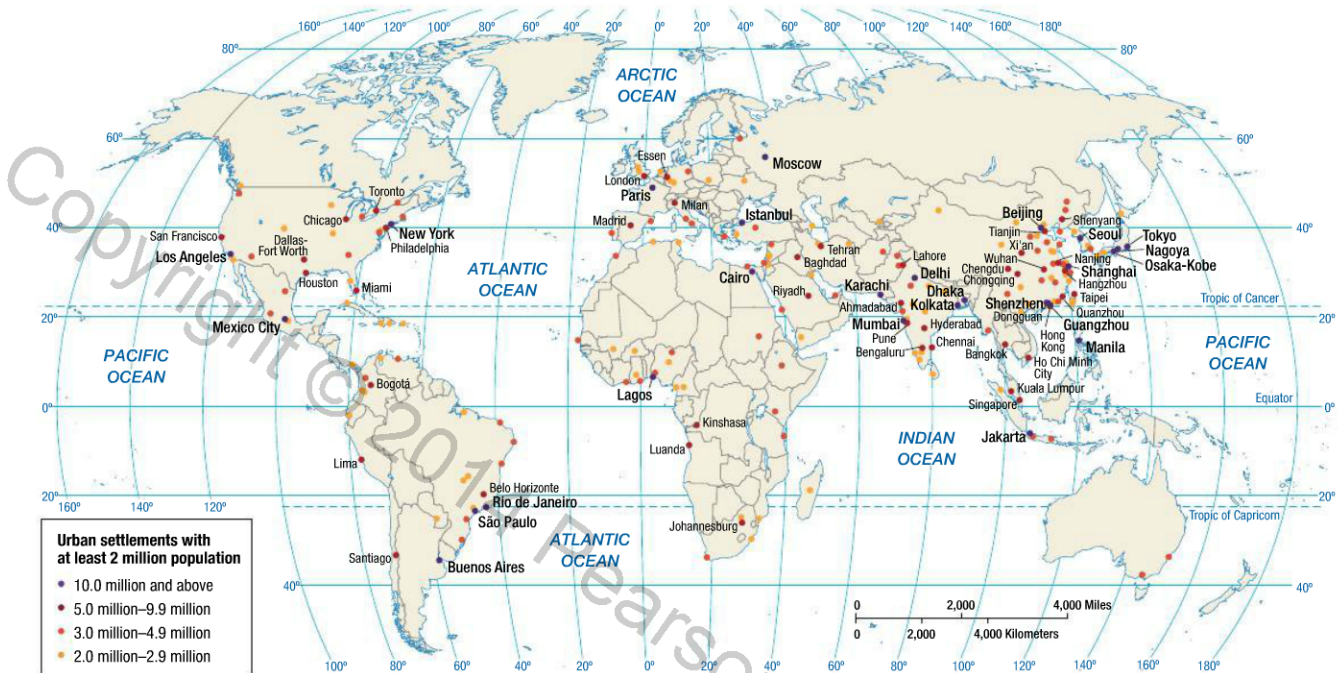 160° 140° 120° 100° 80° 60° 40° 20° 0° 20° 40° 60° 80° 100° 120° 140° 160°
120° 140° 160° 180°
80° 80°
ARCTIC
OCEAN
60° 60°
Essen
Moscow
London
Paris
Toronto
Milan
Chicago
Madrid
Istanbul
Beijing
Shenyang
New York
Tianjin
Seoul
40° 40°
San Francisco
Philadelphia
Dallas-
Fort Worth
Tehran
Xi'an
Tokyo
Los Angeles
Baghdad
Lahore
Wuhan
Nanjing
Nagoya
Osaka-Kobe
ATLANTIC
OCEAN
Cairo
Delhi
Chengdu
Shanghai
Houston
Miami
Riyadh
Karachi
Dhaka
Chongqing
Hangzhou
Kolkata
Shenzhen
Taipei
Tropic of Cancer
Ahmadabad
Dongguan
Quanzhou
Mexico City
20° 20°
Mumbai
Hyderabad
Guangzhou
Pune
Hong
Kong
Chennai
Bengaluru
Bangkok
Manila
PACIFIC
OCEAN
PACIFIC
OCEAN
Ho Chi Minh
City
Bogotá
Kuala Lumpur
Lagos
Singapore
0° 0°
Equator
Kinshasa
INDIAN
OCEAN
Jakarta
Luanda
Lima
Belo Horizonte
Rio de Janeiro
160° 140° 120°
20° 20°
São Paulo
Johannesburg
Tropic of Capricorn
ATLANTIC
OCEAN
Santiago
Buenos Aires
40° 40° 40°
Urban settlements with
at least 2 million population
10.0 million and above
5.0 million–9.9 million
3.0 million–4.9 million
2.0 million–2.9 million
0 2,000 4,000 Miles
0 2,000 4,000 Kilometers
100° 80° 60° 40° 20° 0° 20° 40° 60° 80° 100° 120° 140° 160° 180°
Copyright © 2014 Pearso